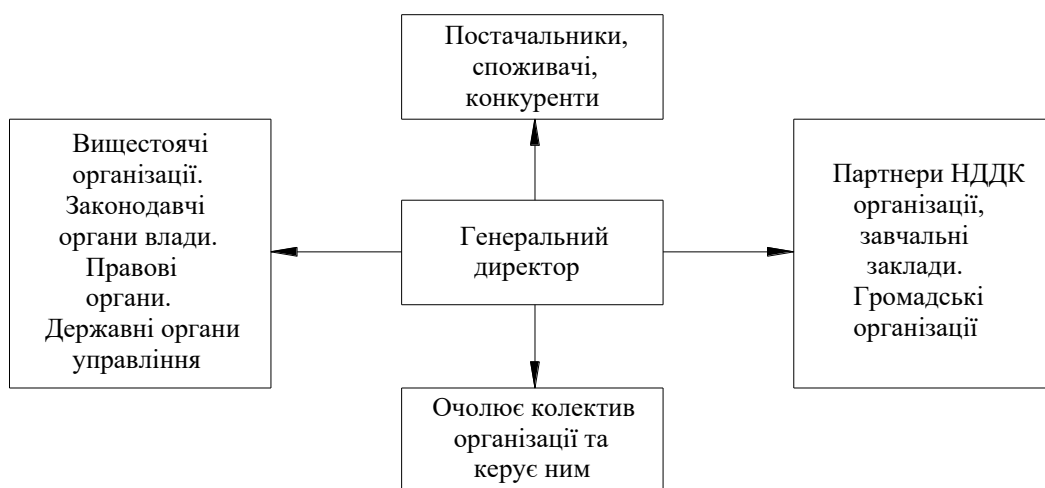 Постачальники,
споживачі,
конкуренти
Вищестоячі
організації.
Законодавчі
органи влади.
Правові
органи.
Державні органи
управління
Генеральний
директор
Партнери НДДК
організації,
завчальні
заклади.
Громадські
організації
Очолює колектив
організації та
керує ним